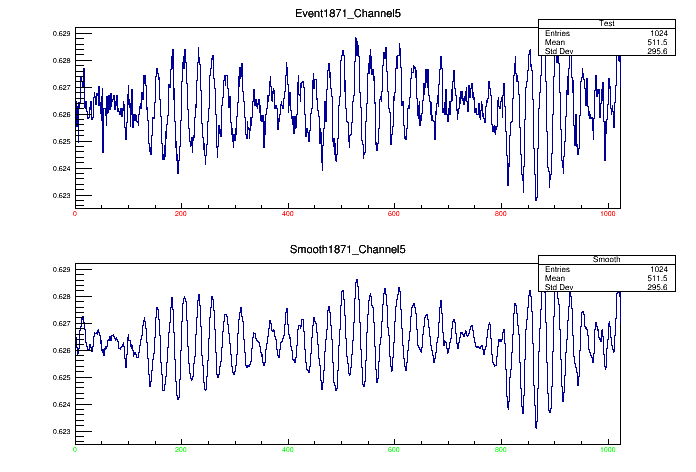 Event1871_Channel5
Test
Entries 1024
Mean 511.5
Std Dev 295.6
0.629
0.628
0.627
0.626
0.625
0.624
0.623
0 200 400 600 800 1000
Smooth1871_Channel5
Smooth
Entries 1024
Mean 511.5
Std Dev 295.6
0.629
0.628
0.627
0.626
0.625
0.624
0.623
0 200 400 600 800 1000